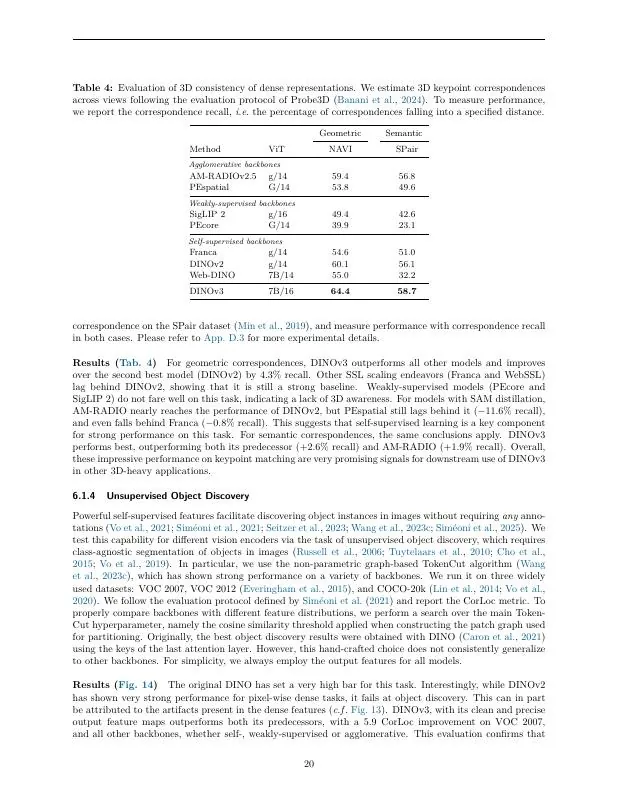 Table 4: Evaluation of 3D consistency of dense representations. We estimate 3D keypoint correspondences
across views following the evaluation protocol of Probe3D (Banani et al., 2024). To measure performance,
we report the correspondence recall, i.e. the percentage of correspondences falling into a specified distance.
Geometric Semantic
Method ViT NAVI SPair
Agglomerative backbones
AM-RADIOv2.5 g/14 59.4 56.8
PEspatial G/14 53.8 49.6
Weakly-supervised backbones
SigLIP 2 g/16 49.4 42.6
PEcore G/14 39.9 23.1
Self-supervised backbones
Franca g/14 54.6 51.0
DINOv2 g/14 60.1 56.1
Web-DINO 7B/14 55.0 32.2
DINOv3 7B/16 64.4 58.7
correspondence on the SPair dataset (Min et al., 2019), and measure performance with correspondence recall
in both cases. Please refer to App. D.3 for more experimental details.
Results (Tab. 4) For geometric correspondences, DINOv3 outperforms all other models and improves
over the second best model (DINOv2) by 4.3% recall. Other SSL scaling endeavors (Franca and WebSSL)
lag behind DINOv2, showing that it is still a strong baseline. Weakly-supervised models (PEcore and
SigLIP 2) do not fare well on this task, indicating a lack of 3D awareness. For models with SAM distillation,
AM-RADIO nearly reaches the performance of DINOv2, but PEspatial still lags behind it (−11.6% recall),
and even falls behind Franca (−0.8% recall). This suggests that self-supervised learning is a key component
for strong performance on this task. For semantic correspondences, the same conclusions apply. DINOv3
performs best, outperforming both its predecessor (+2.6% recall) and AM-RADIO (+1.9% recall). Overall,
these impressive performance on keypoint matching are very promising signals for downstream use of DINOv3
in other 3D-heavy applications.
6.1.4 Unsupervised Object Discovery
Powerful self-supervised features facilitate discovering object instances in images without requiring any anno-
tations (Vo et al., 2021; Siméoni et al., 2021; Seitzer et al., 2023; Wang et al., 2023c; Siméoni et al., 2025). We
test this capability for different vision encoders via the task of unsupervised object discovery, which requires
class-agnostic segmentation of objects in images (Russell et al., 2006; Tuytelaars et al., 2010; Cho et al.,
2015; Vo et al., 2019). In particular, we use the non-parametric graph-based TokenCut algorithm (Wang
et al., 2023c), which has shown strong performance on a variety of backbones. We run it on three widely
used datasets: VOC 2007, VOC 2012 (Everingham et al., 2015), and COCO-20k (Lin et al., 2014; Vo et al.,
2020). We follow the evaluation protocol defined by Siméoni et al. (2021) and report the CorLoc metric. To
properly compare backbones with different feature distributions, we perform a search over the main Token-
Cut hyperparameter, namely the cosine similarity threshold applied when constructing the patch graph used
for partitioning. Originally, the best object discovery results were obtained with DINO (Caron et al., 2021)
using the keys of the last attention layer. However, this hand-crafted choice does not consistently generalize
to other backbones. For simplicity, we always employ the output features for all models.
Results (Fig. 14) The original DINO has set a very high bar for this task. Interestingly, while DINOv2
has shown very strong performance for pixel-wise dense tasks, it fails at object discovery. This can in part
be attributed to the artifacts present in the dense features (c.f. Fig. 13). DINOv3, with its clean and precise
output feature maps outperforms both its predecessors, with a 5.9 CorLoc improvement on VOC 2007,
and all other backbones, whether self-, weakly-supervised or agglomerative. This evaluation confirms that
20